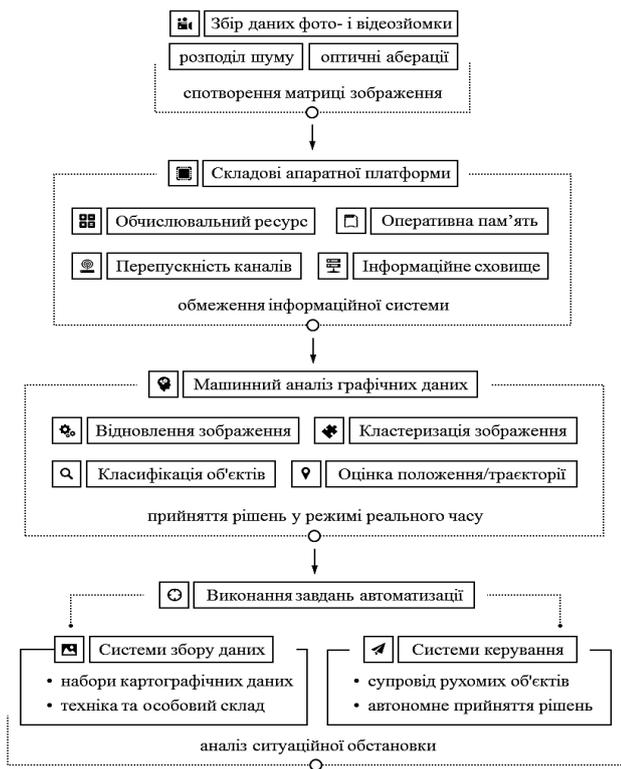 Збір даних фото- і відеозйомки
розподіл шуму оптичні аберації
спотворення матриці зображення
Складові апаратної платформи
Обчислювальний ресурс Оперативна пам’ять
Перепускність каналів Інформаційне сховище
обмеження інформаційної системи
Машинний аналіз графічних даних
Відновлення зображення Кластеризація зображення
Класифікація об'єктів Оцінка положення/траєкторії
прийняття рішень у режимі реального часу
Виконання завдань автоматизації
Системи збору даних Системи керування
• набори картографічних даних • супровід рухомих об'єктів
• техніка та особовий склад • автономне прийняття рішень
аналіз ситуаційної обстановки